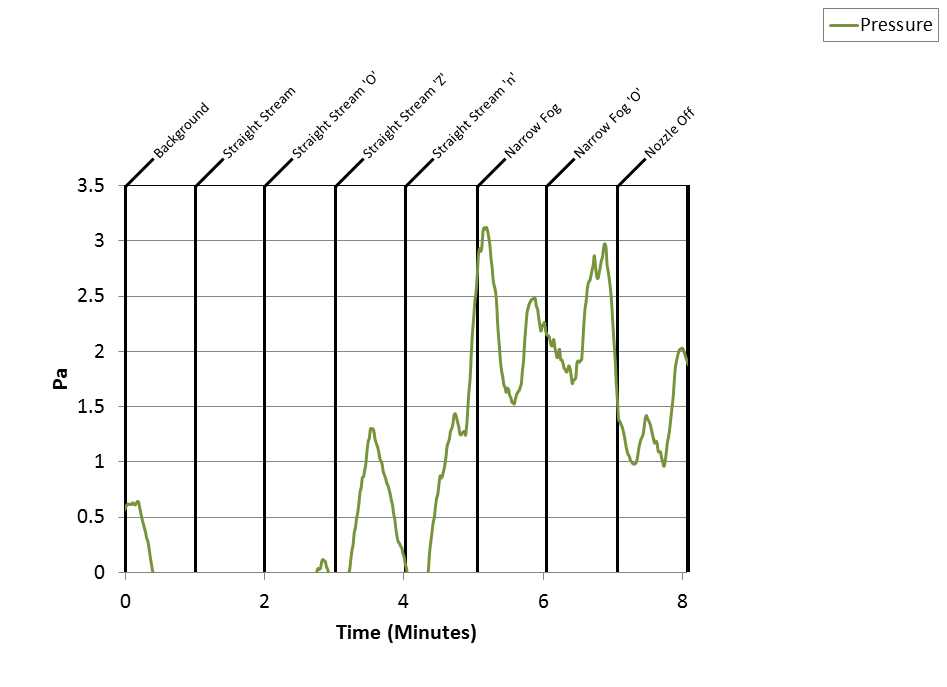 Pressure
Background
Straight Stream
Straight Stream 'O'
Straight Stream 'Z'
Straight Stream 'n'
Narrow Fog
Narrow Fog 'O'
Nozzle Off
3.5
3
2.5
2
1.5
1
0.5
0
Pa
0 2 4 6 8
Time (Minutes)